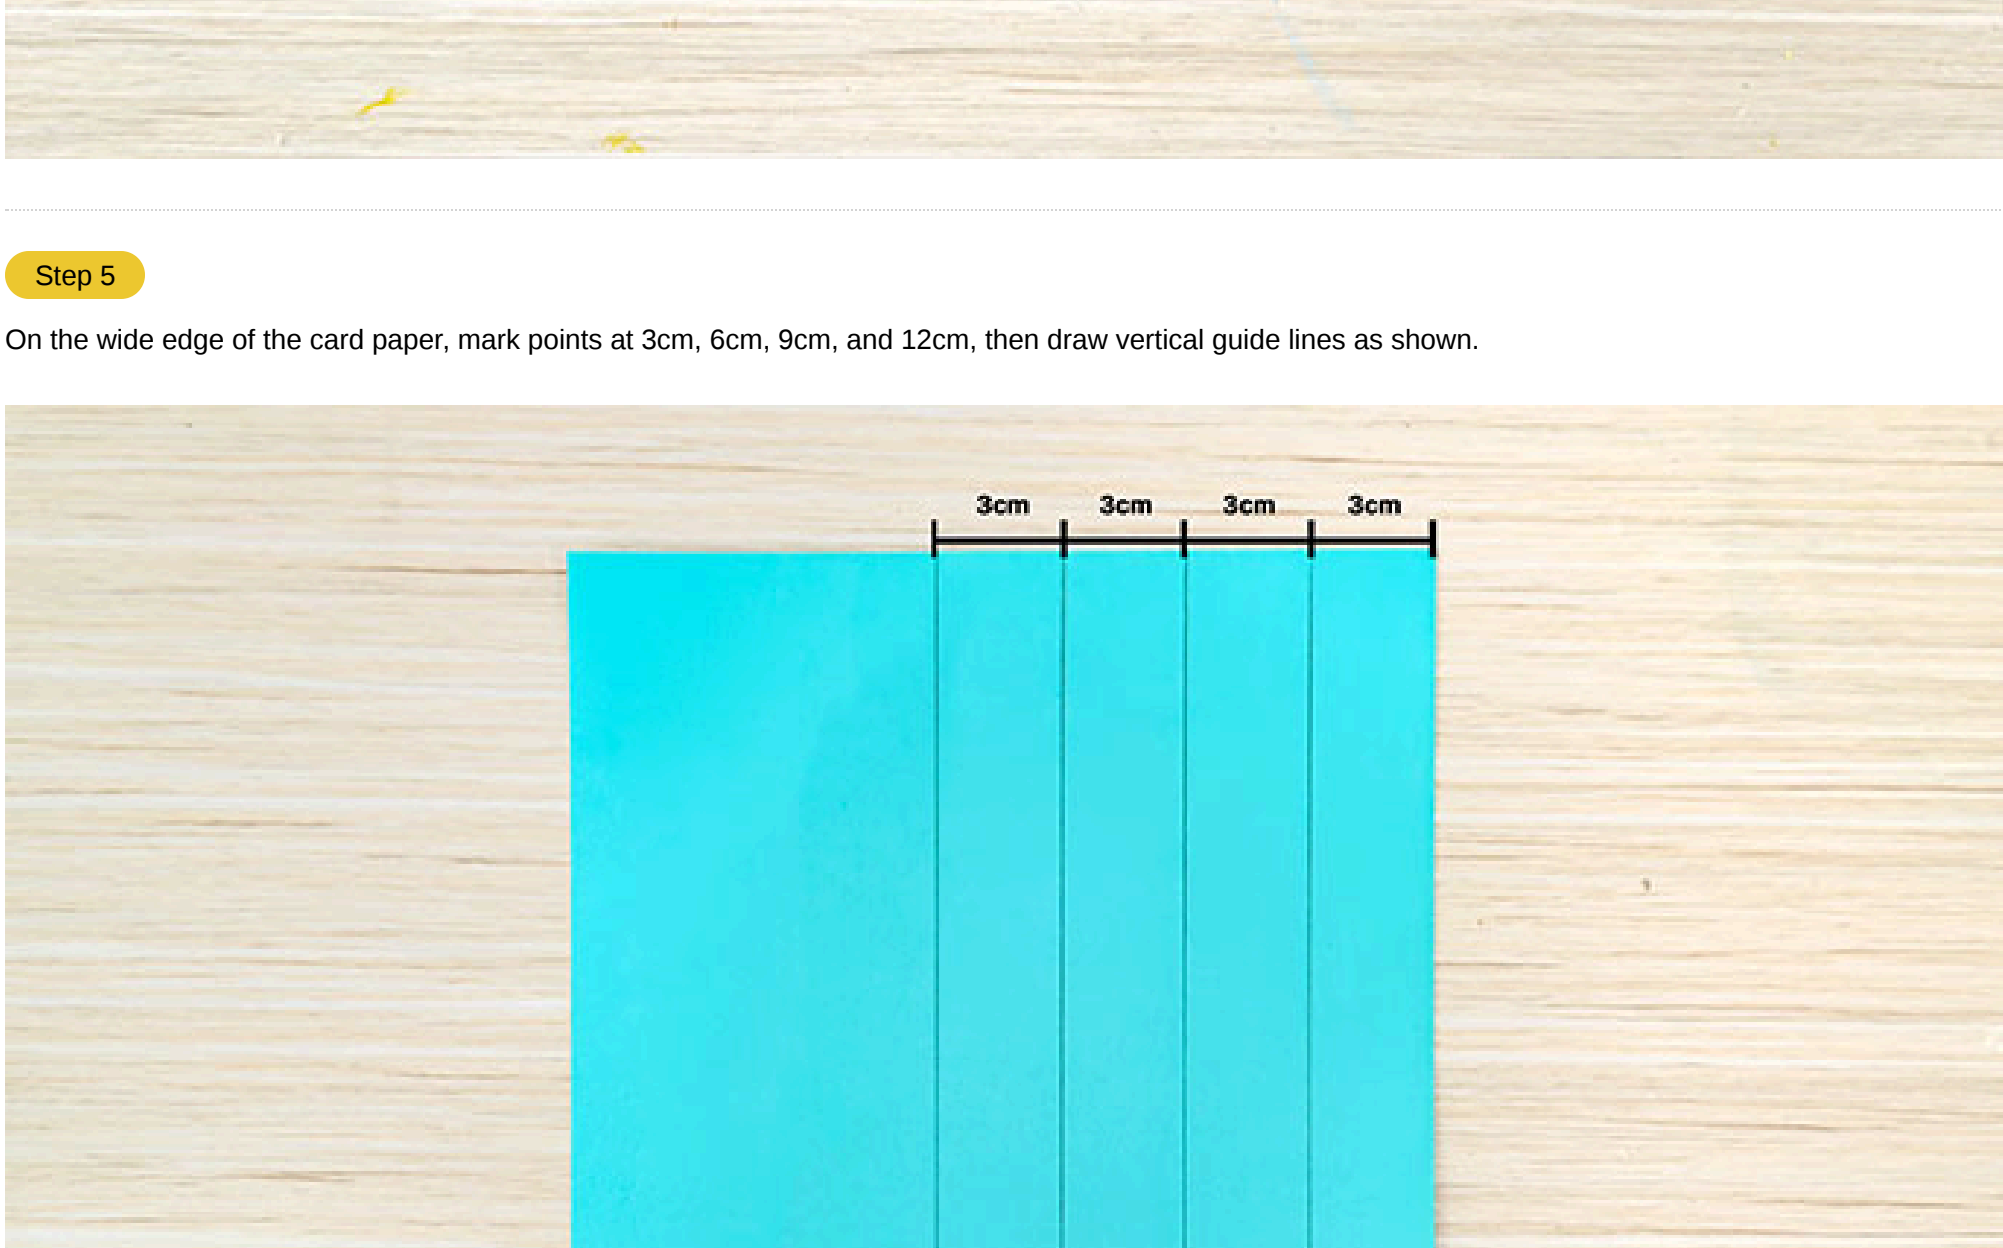 Step 5
On the wide edge of the card paper, mark points at 3cm, 6cm, 9cm, and 12cm, then draw vertical guide lines as shown.
3cm 3cm 3cm 3cm